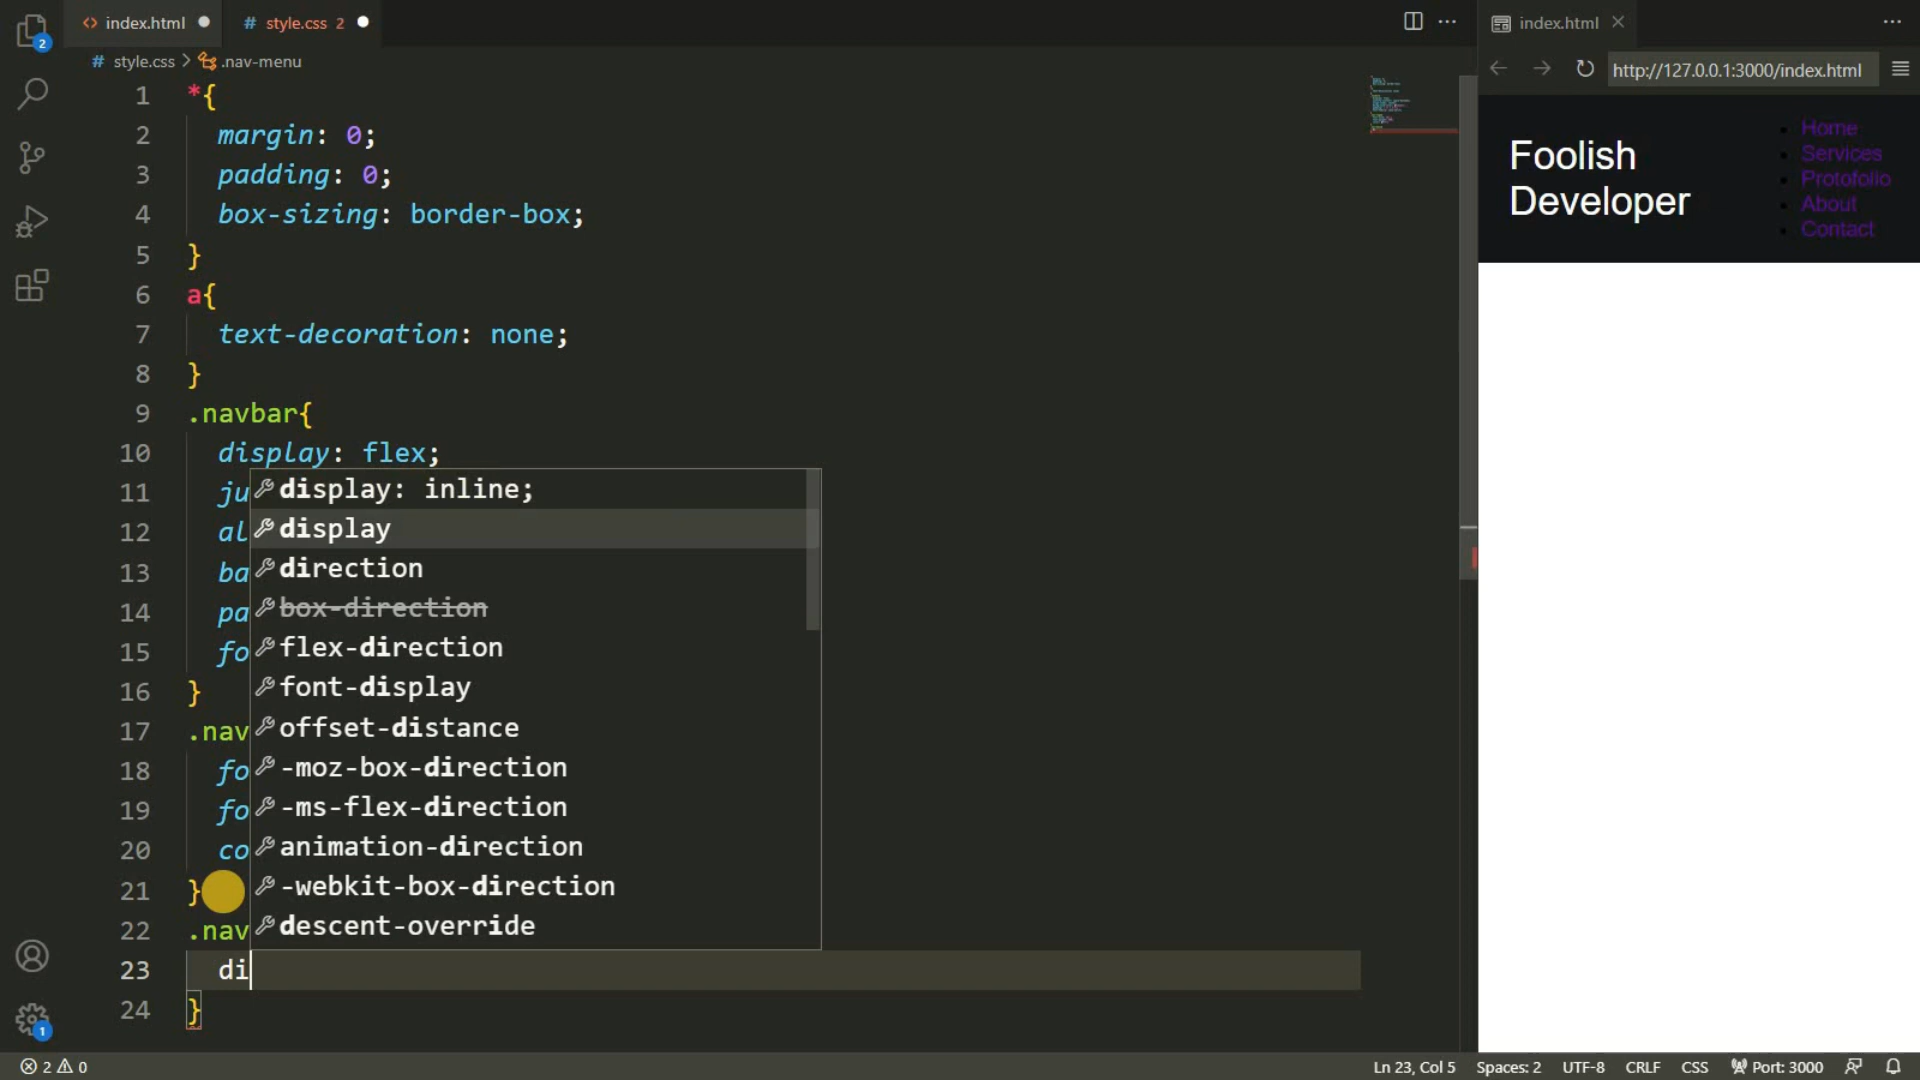 index.html
style.css 2
index.html
2
style.css > .nav-menu
http://127.0.0.1:3000/index.html
1 *{
2 margin: 0;
3 padding: 0;
4 box-sizing: border-box;
5 }
6 a{
7 text-decoration: none;
8 }
9 .navbar{
10 display: flex;
11 ju
12 al
13 ba
14 pa
15 fo
16 }
17 .nav
18 fo
19 fo
20 co
21 }
22 .nav
23 di
24 }
display: inline;
display
direction
box-direction
flex-direction
font-display
offset-distance
-moz-box-direction
-ms-flex-direction
animation-direction
-webkit-box-direction
descent-override
Foolish
Developer
Home
Services
Protofolio
About
Contact
1
2 0
Ln 23, Col 5 Spaces: 2 UTF-8 CRLF CSS Port: 3000